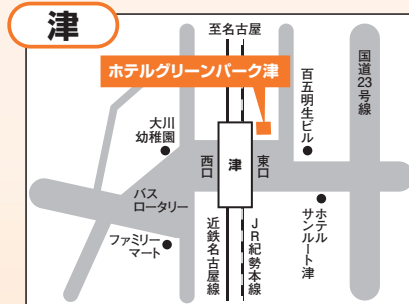 津
至名古屋
ホテルグリーンパーク津
国道23号線
百五明生ビル
大川
幼稚園
西口
津
東口
バス
ロータリー
ファミリー
マート
近鉄名古屋線
JR紀勢本線
ホテル
サンルート津